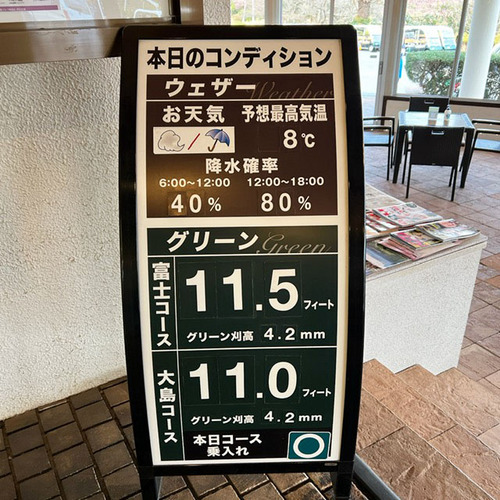 本日のコンディション
ウェザー Weather
お天気 予想最高気温
/ 8℃
降水確率
6:00〜12:00 12:00〜18:00
40% 80%
グリーン Green
富士コース
11.5フィート
グリーン刈高 4.2mm
大島コース
11.0フィート
グリーン刈高 4.2mm
本日コース
乗入れ ○